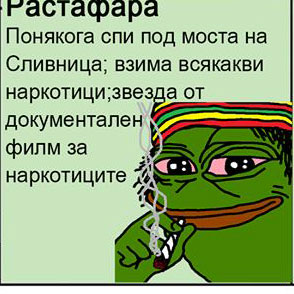 Растафара
Понякога спи под моста на
Сливница; взима всякакви
наркотици;звезда от
документален
филм за
наркотиците